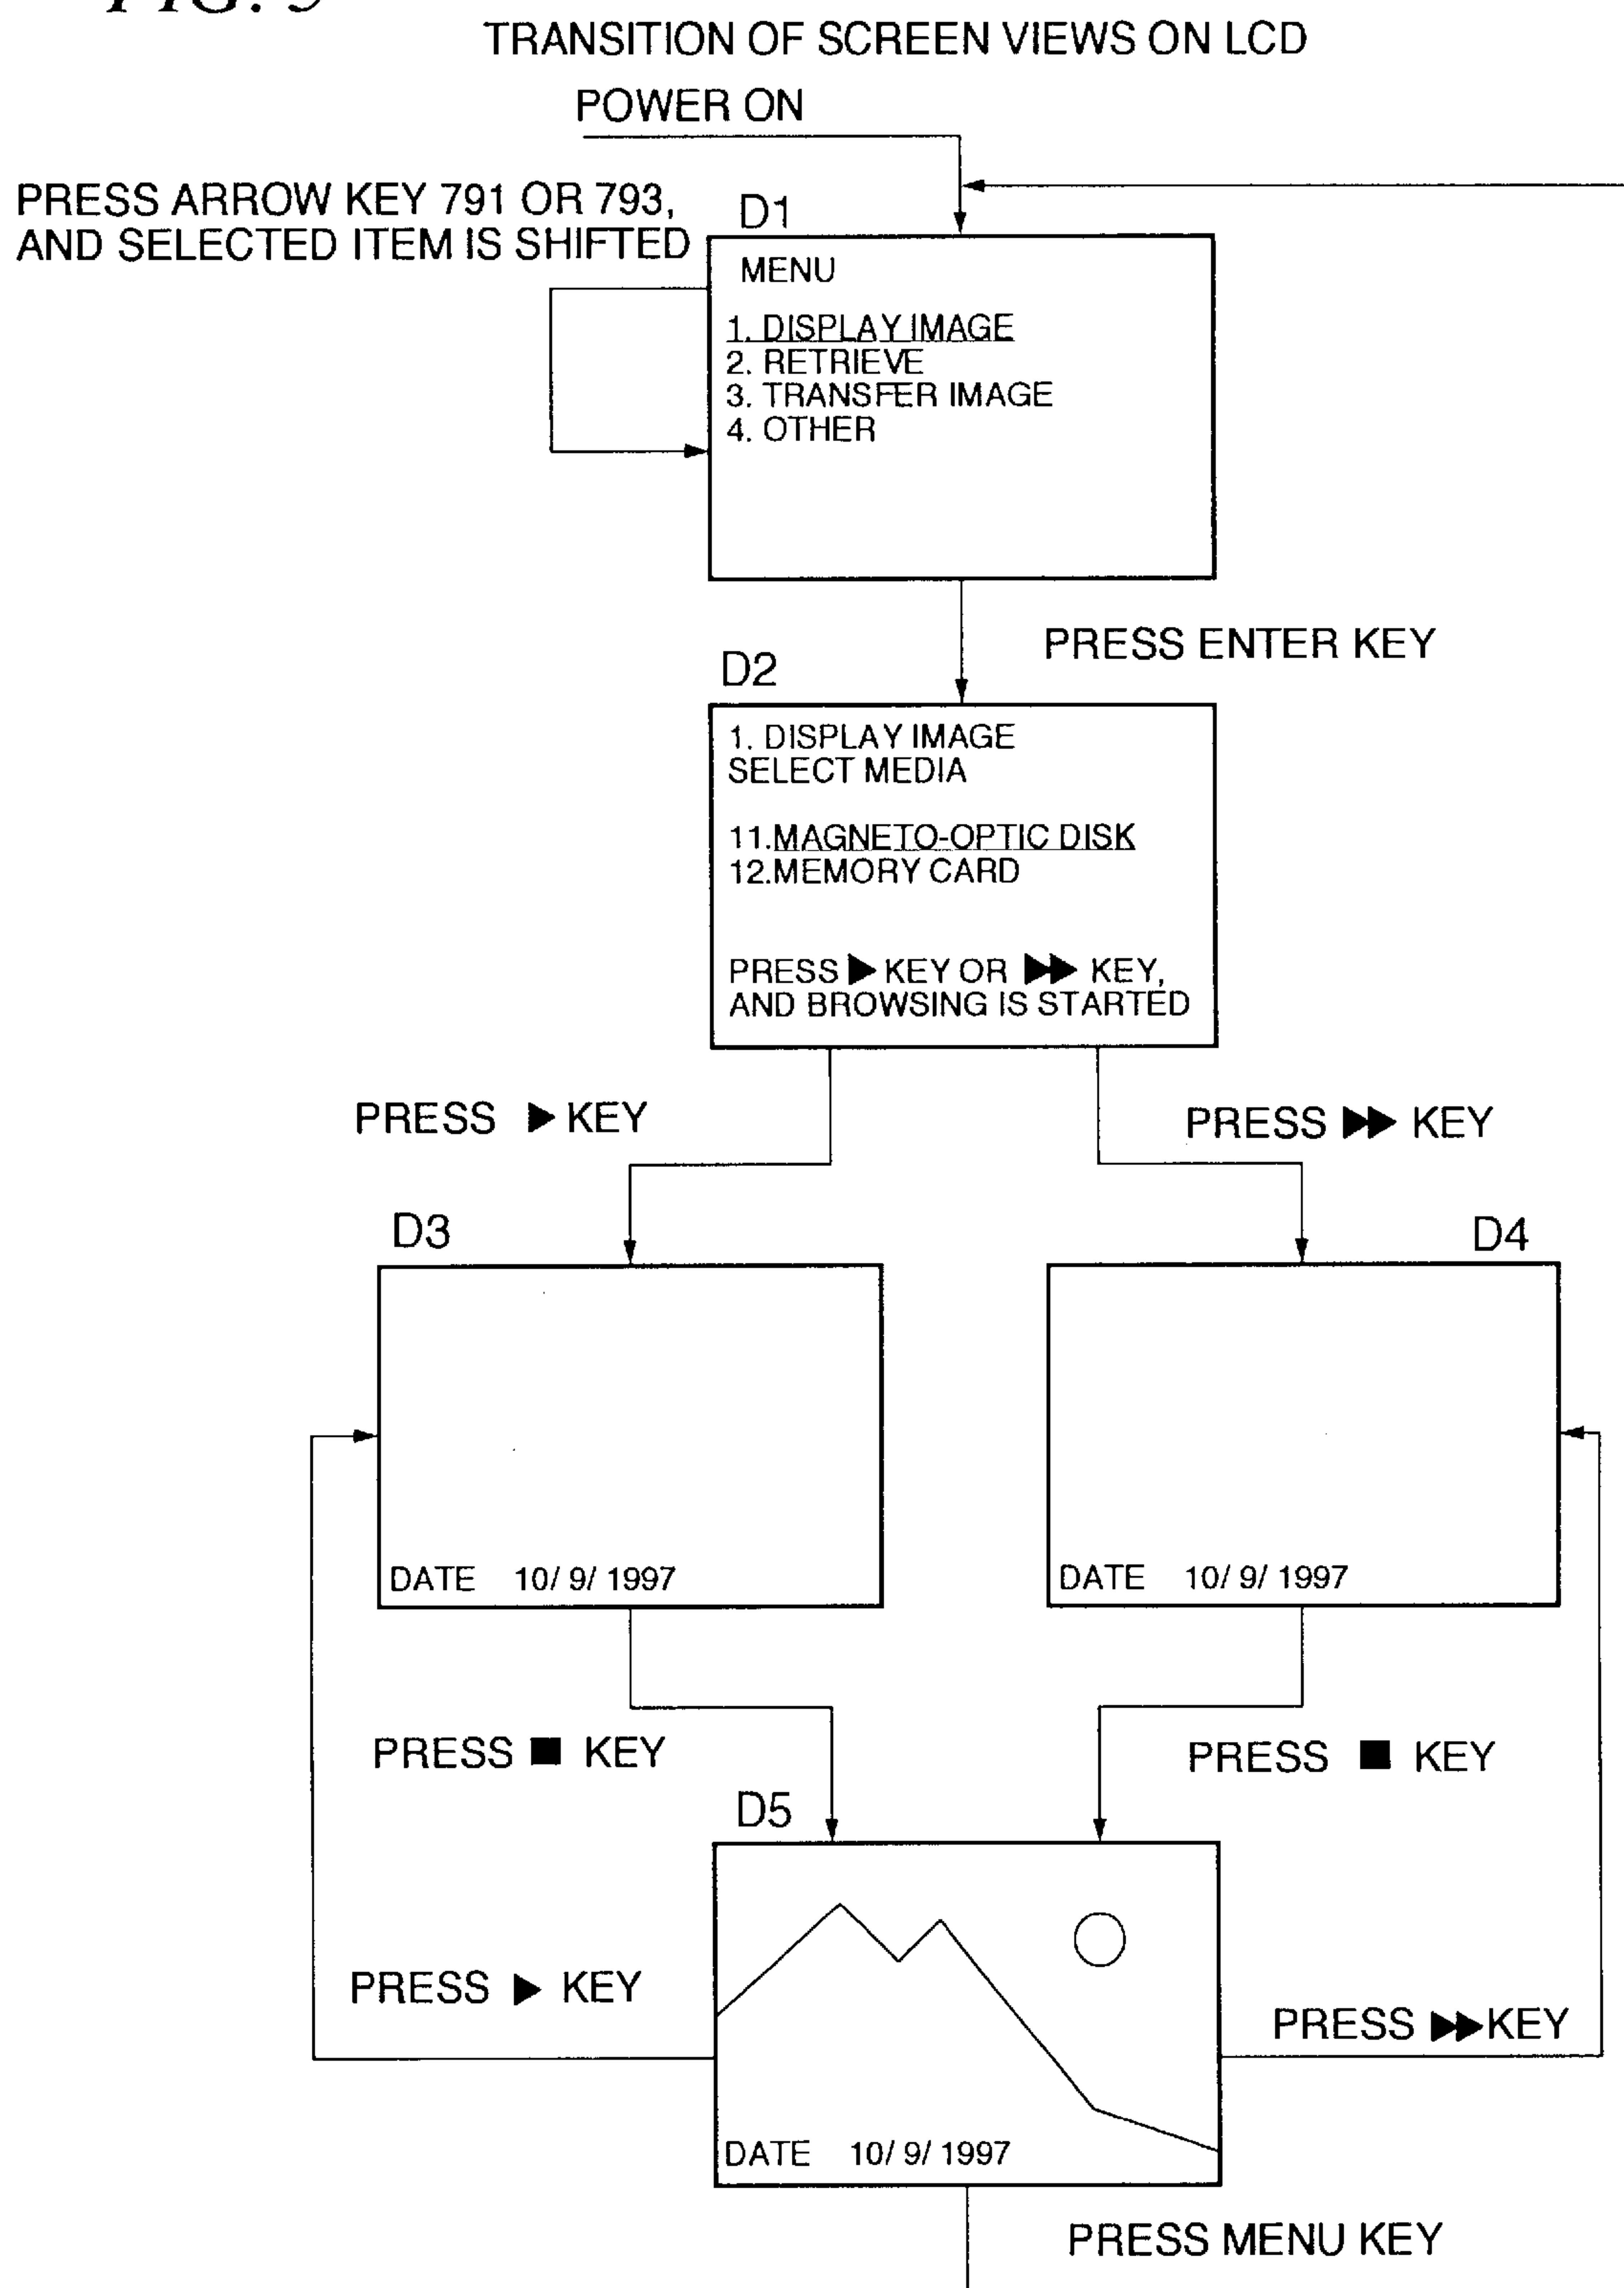 TRANSITION OF SCREEN VIEWS ON LCD
POWER ON
PRESS ARROW KEY 791 OR 793,
AND SELECTED ITEM IS SHIFTED
D1
MENU
1. DISPLAY IMAGE
2. RETRIEVE
3. TRANSFER IMAGE
4. OTHER
PRESS ENTER KEY
D2
1. DISPLAY IMAGE
SELECT MEDIA
11.MAGNETO-OPTIC DISK
12.MEMORY CARD
PRESS ▶ KEY OR ▶▶ KEY,
AND BROWSING IS STARTED
PRESS ▶ KEY
PRESS ▶▶ KEY
D3
D4
DATE 10/ 9/ 1997
DATE 10/ 9/ 1997
PRESS ■ KEY
PRESS ■ KEY
D5
PRESS ▶ KEY
PRESS ▶▶ KEY
DATE 10/ 9/ 1997
PRESS MENU KEY